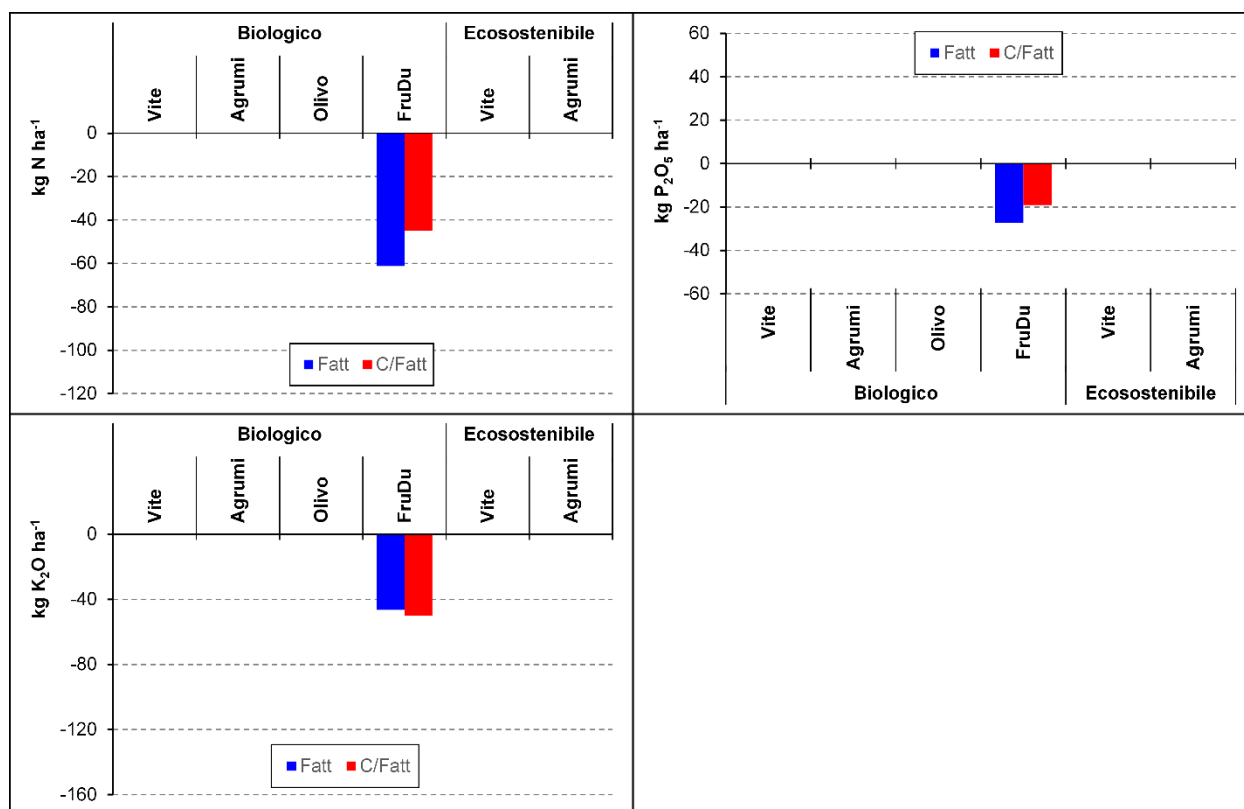 Biologico Ecosostenibile
Vite Agrumi Olivo FruDu Vite Agrumi
kg N ha-1
0
-20
-40
-60
-80
-100
-120
Fatt C/Fatt
Fatt C/Fatt
kg P2O5 ha-1
60
40
20
0
-20
-40
-60
Vite Agrumi Olivo FruDu Vite Agrumi
Biologico Ecosostenibile
Biologico Ecosostenibile
Vite Agrumi Olivo FruDu Vite Agrumi
kg K2O ha-1
0
-40
-80
-120
-160
Fatt C/Fatt